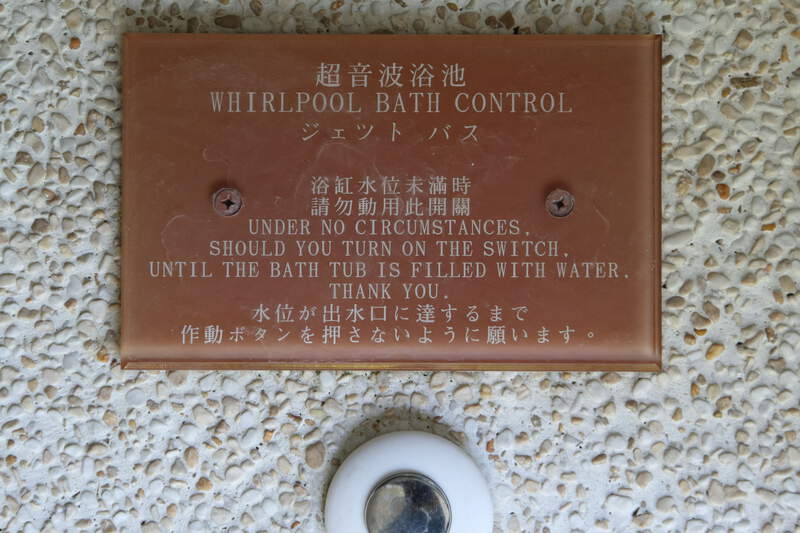 超音波浴池
WHIRLPOOL BATH CONTROL
ジェツト バス
浴缸水位未滿時
請勿動用此開關
UNDER NO CIRCUMSTANCES,
SHOULD YOU TURN ON THE SWITCH,
UNTIL THE BATH TUB IS FILLED WITH WATER.
THANK YOU.
水位が出水口に達するまで
作動ボタンを押さないように願います。